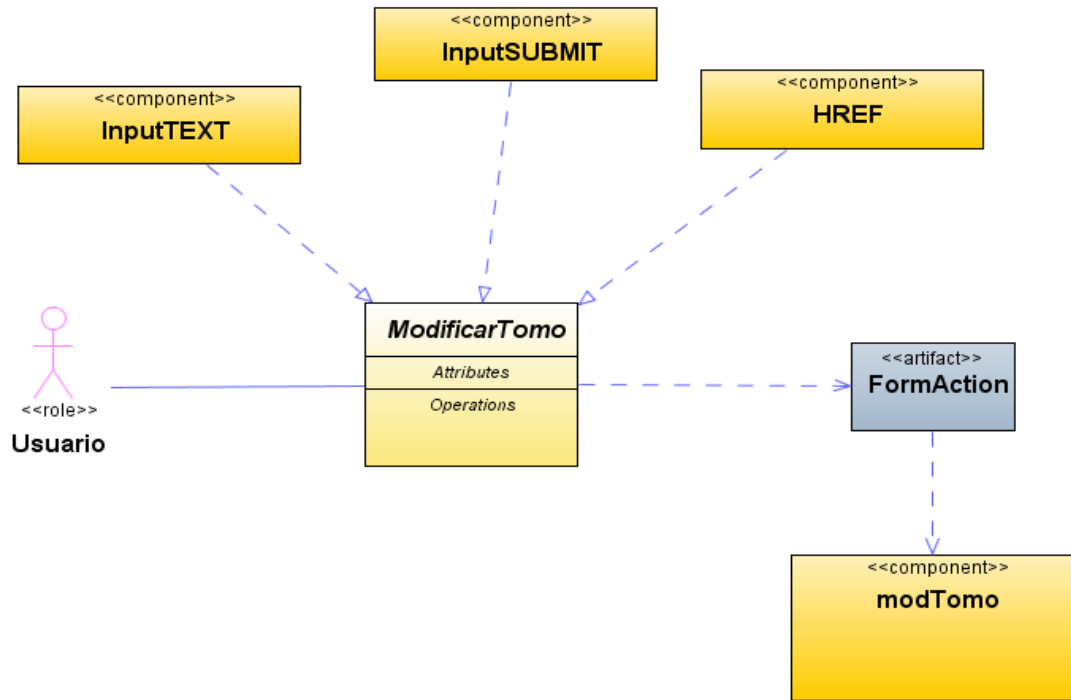 <<component>>
InputSUBMIT
<<component>>
InputTEXT
<<component>>
HREF
ModificarTomo
Attributes
Operations
<<role>>
Usuario
<<artifact>>
FormAction
<<component>>
modTomo